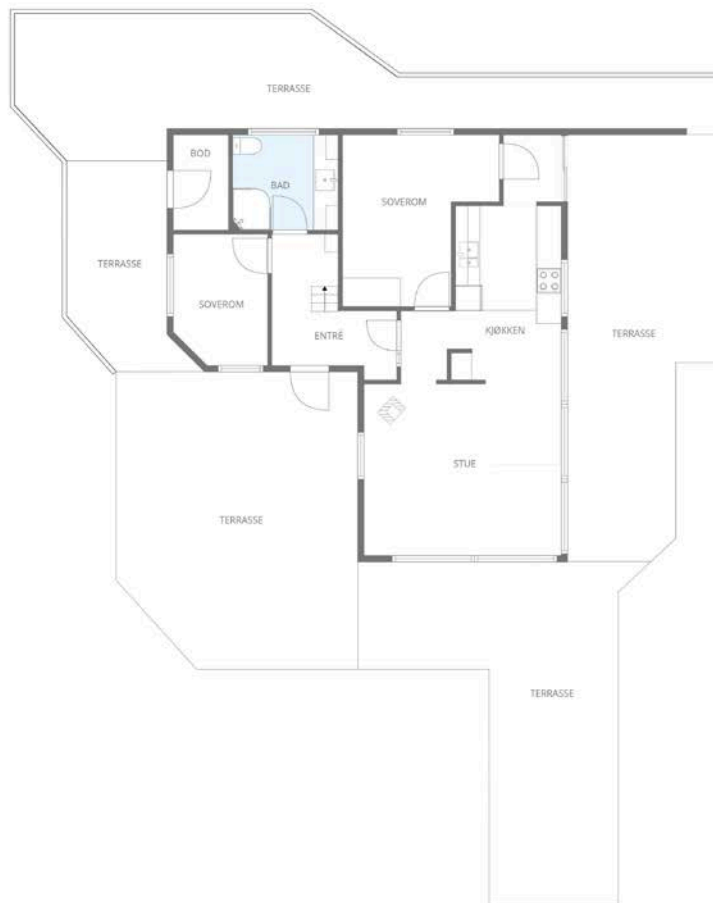 TERRASSE
BOD
BAD
SOVEROM
TERRASSE
SOVEROM
ENTRÉ
KJØKKEN
TERRASSE
STUE
TERRASSE
TERRASSE